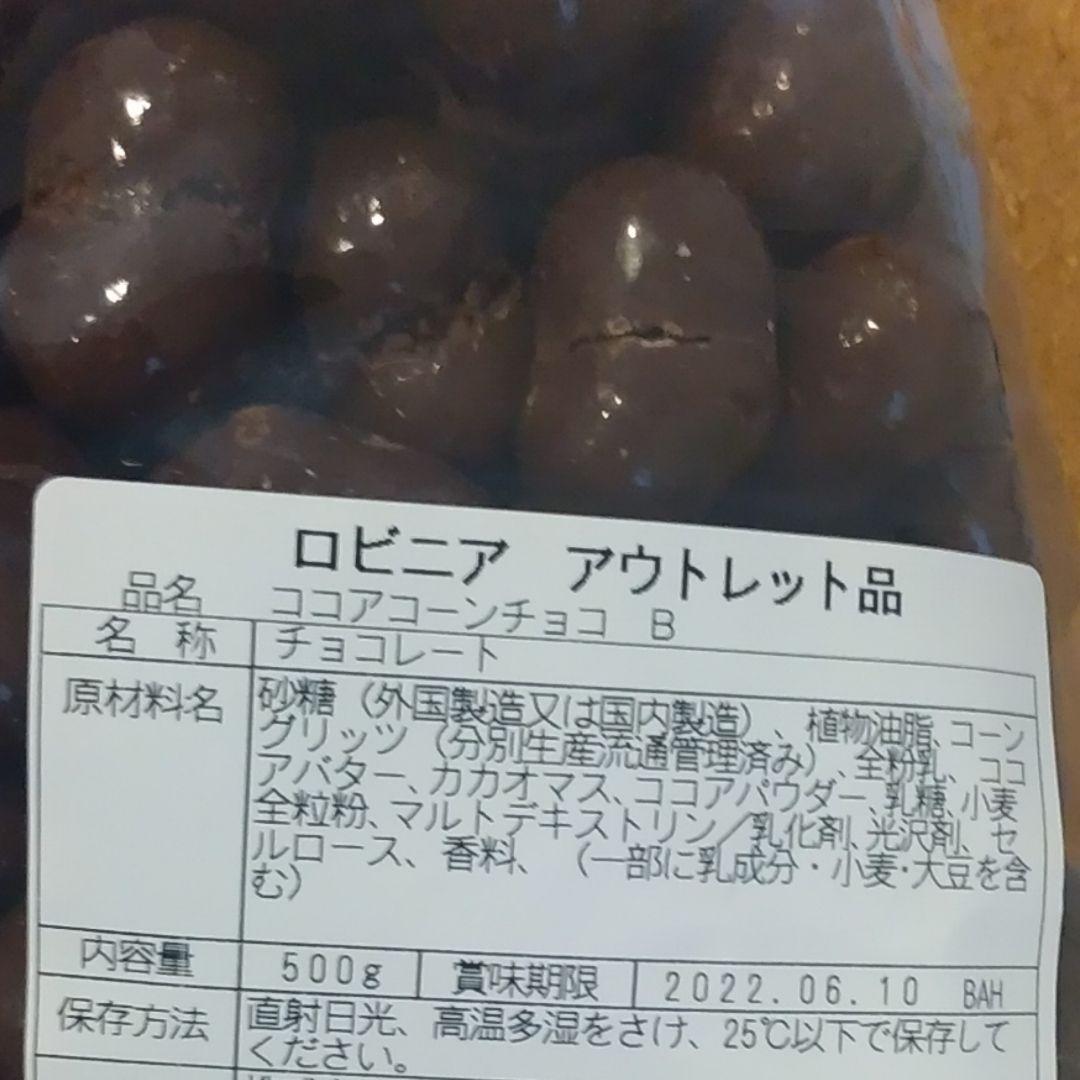 ロビニア アウトレット品
品名 ココアコーンチョコ B
名 称 チョコレート
原材料名 砂糖（外国製造又は国内製造）、植物油脂、コーン
グリッツ（分別生産流通管理済み）、全粉乳、ココ
アバター、カカオマス、ココアパウダー、乳糖、小麦
全粒粉、マルトデキストリン／乳化剤、光沢剤、セ
ルロース、香料、（一部に乳成分・小麦・大豆を含
む）
内容量 500g 賞味期限 2022.06.10 BAH
保存方法 直射日光、高温多湿をさけ、25℃以下で保存して
ください。